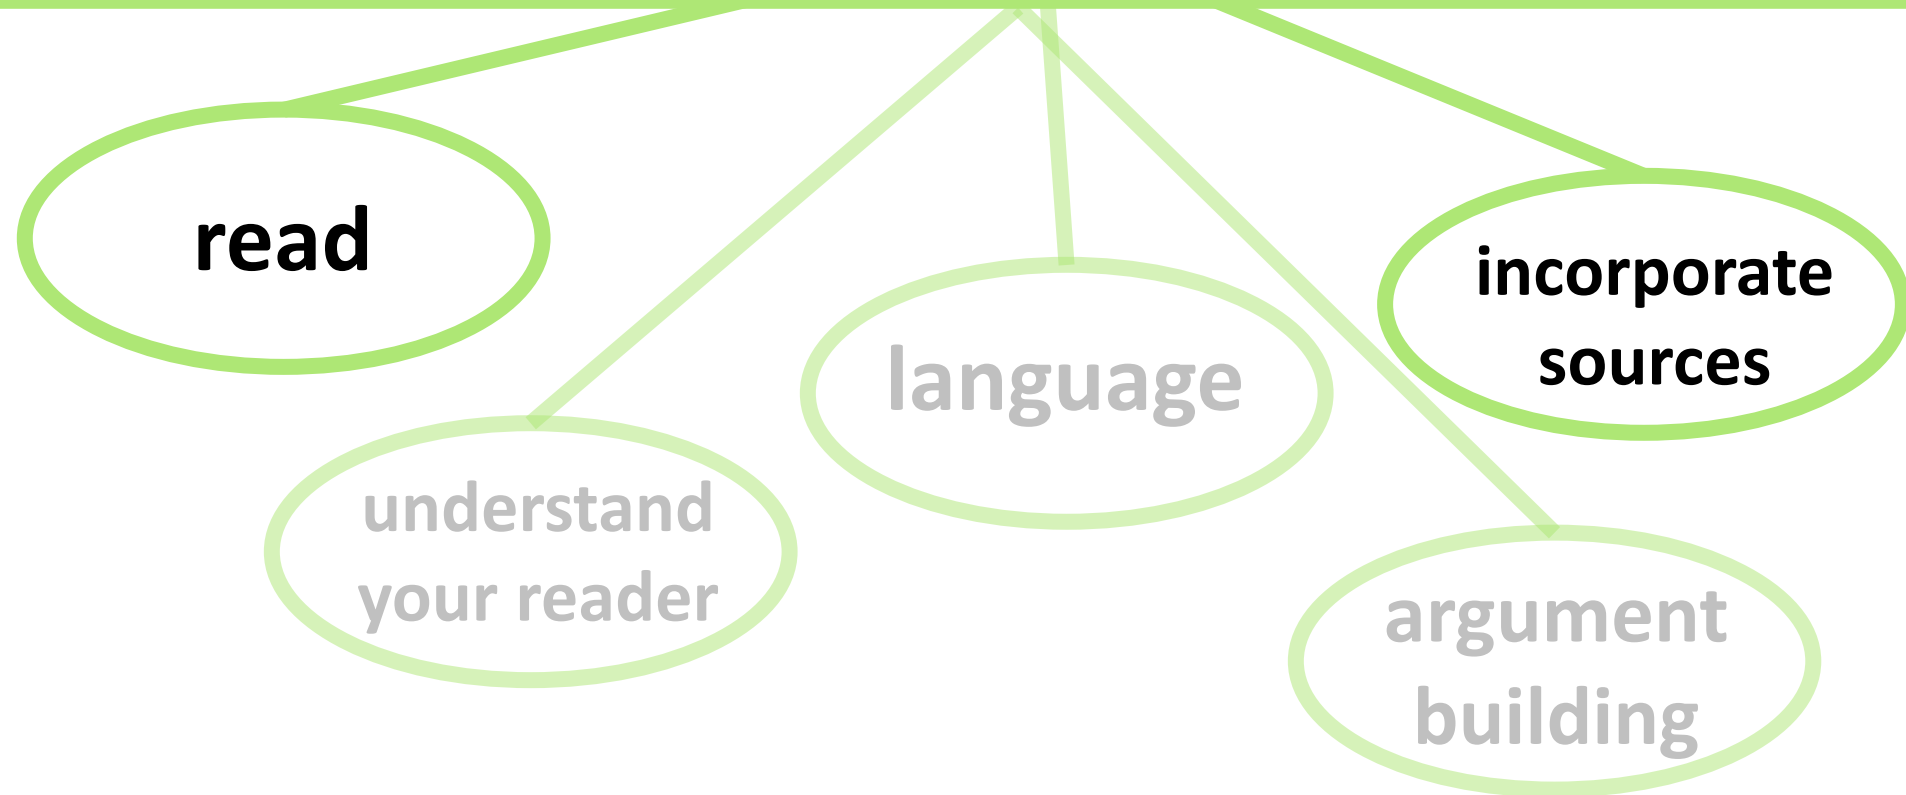 read
incorporate
sources
language
understand
your reader
argument
building